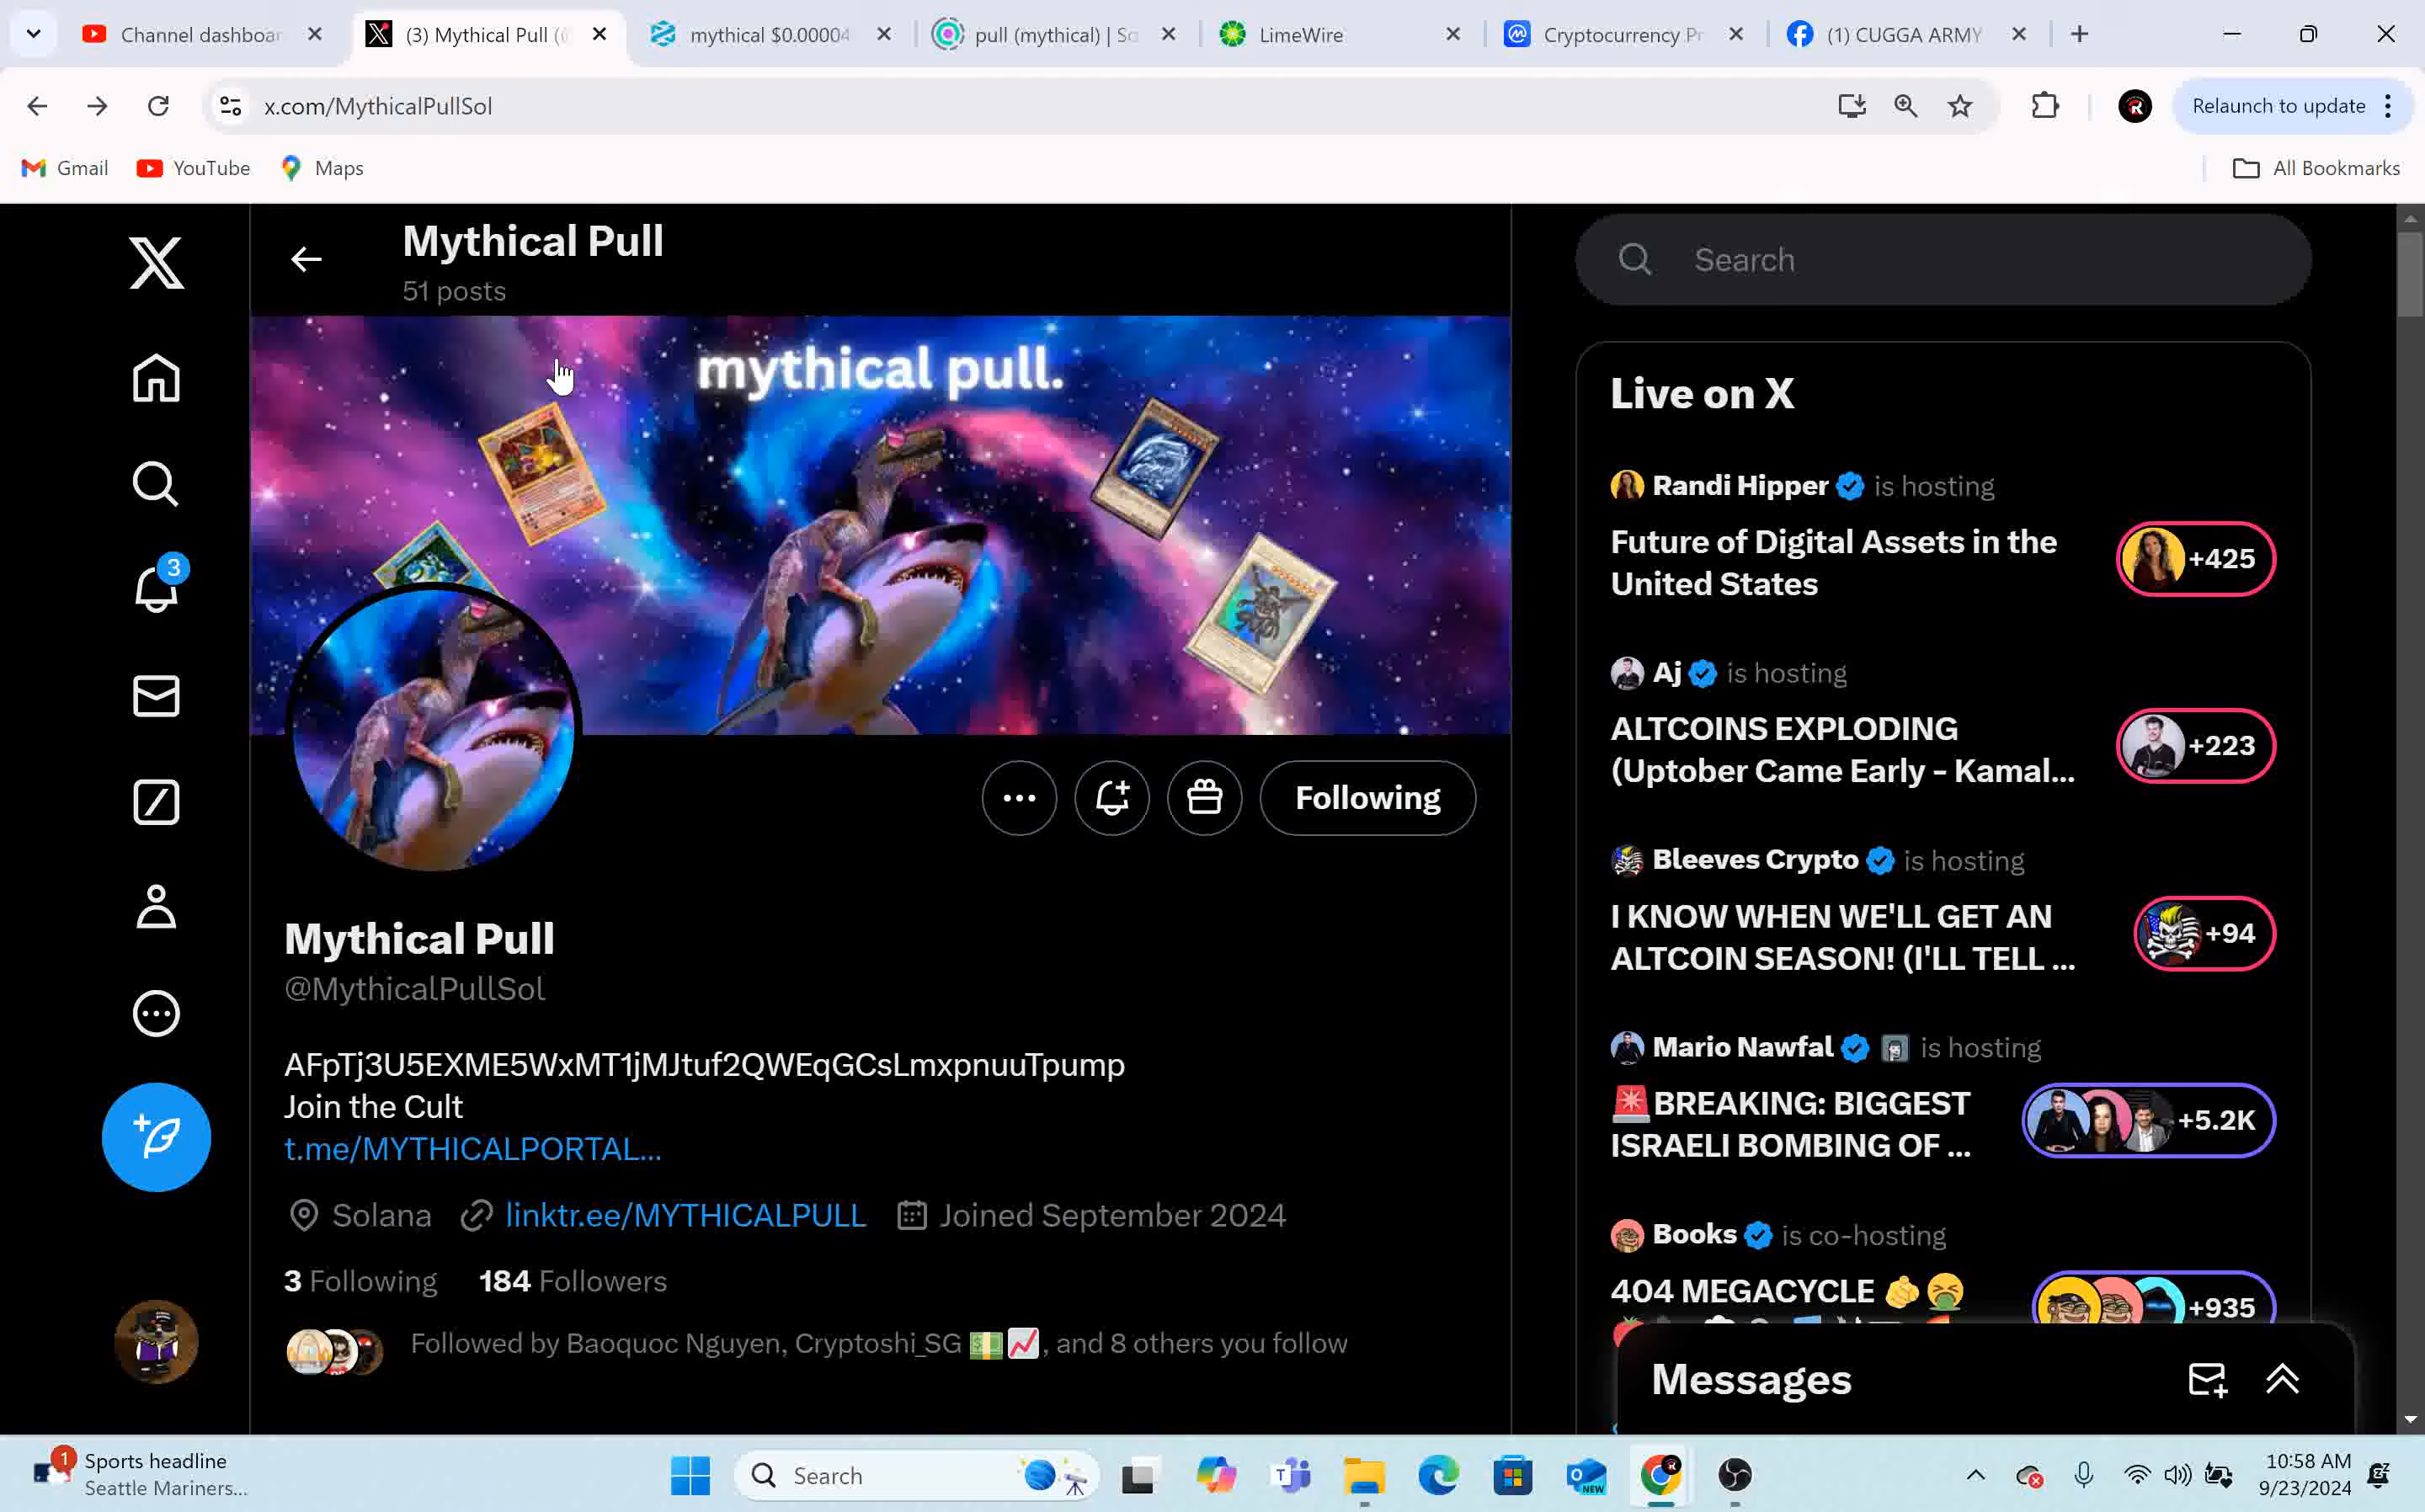 Channel dashboar
(3) Mythical Pull (
mythical $0.00004
pull (mythical) | So
LimeWire
Cryptocurrency Pr
(1) CUGGA ARMY
x.com/MythicalPullSol
Relaunch to update
Gmail
YouTube
Maps
All Bookmarks
Mythical Pull
51 posts
mythical pull.
3
Following
Mythical Pull
@MythicalPullSol
AFpTj3U5EXME5WxMT1jMJtuf2QWEqGCsLmxpnuuTpump
Join the Cult
t.me/MYTHICALPORTAL...
Solana linktr.ee/MYTHICALPULL Joined September 2024
3 Following 184 Followers
Followed by Baoquoc Nguyen, Cryptoshi_SG 💵📈, and 8 others you follow
Search
Live on X
Randi Hipper is hosting
Future of Digital Assets in the
United States
+425
Aj is hosting
ALTCOINS EXPLODING
(Uptober Came Early - Kamal...
+223
Bleeves Crypto is hosting
I KNOW WHEN WE'LL GET AN
ALTCOIN SEASON! (I'LL TELL ...
+94
Mario Nawfal is hosting
🚨BREAKING: BIGGEST
ISRAELI BOMBING OF ...
+5.2K
Books is co-hosting
404 MEGACYCLE 🫵🤮
+935
Messages
1
Sports headline
Seattle Mariners...
Search
NEW
10:58 AM
9/23/2024